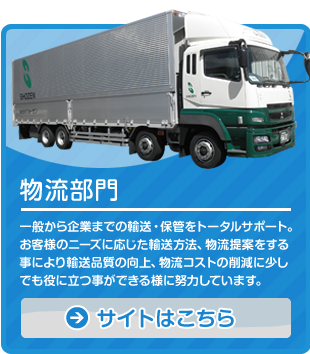 SHOZEN
物流部門
一般から企業までの輸送・保管をトータルサポート。
お客様のニーズに応じた輸送方法、物流提案をする
事により輸送品質の向上、物流コストの削減に少し
でも役に立つ事ができる様に努力しています。
サイトはこちら